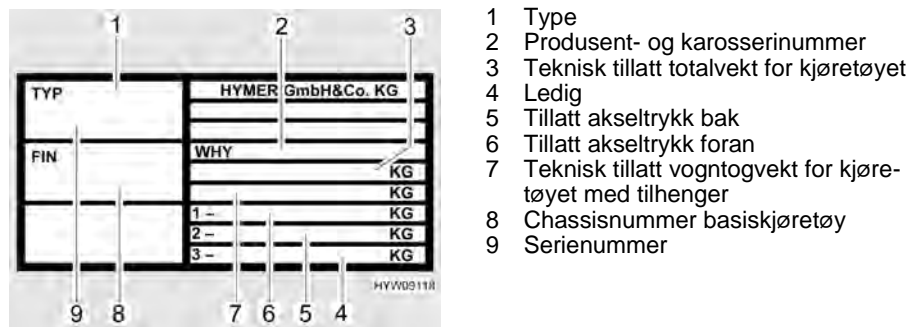 1 2 3
TYP
HYMER GmbH&Co. KG
FIN
WHY
KG
KG
1 – KG
2 – KG
3 – KG
HYW09118
9 8 7 6 5 4
1 Type
2 Produsent- og karosserinummer
3 Teknisk tillatt totalvekt for kjøretøyet
4 Ledig
5 Tillatt akseltrykk bak
6 Tillatt akseltrykk foran
7 Teknisk tillatt vogntogvekt for kjøre-
tøyet med tilhenger
8 Chassisnummer basiskjøretøy
9 Serienummer